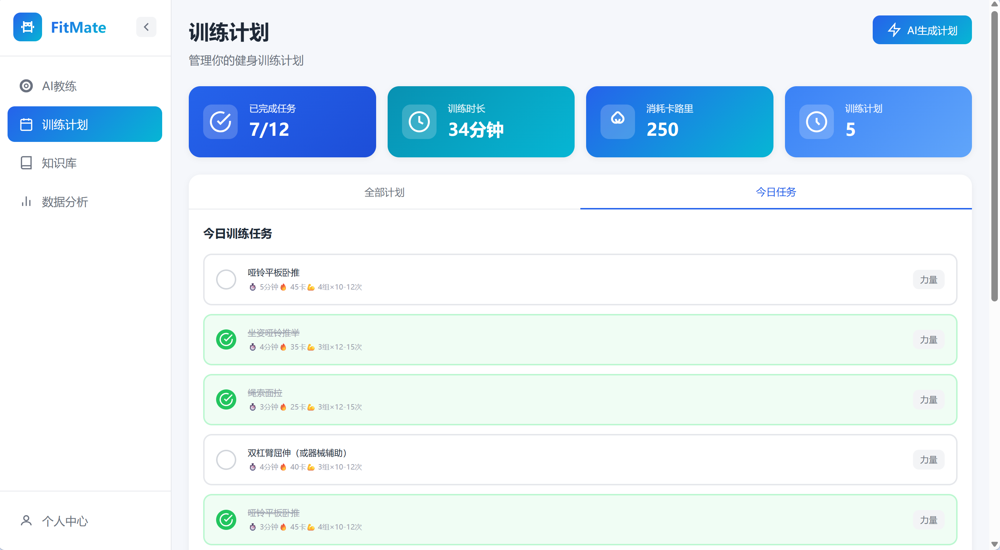 FitMate
AI教练
训练计划
知识库
数据分析
个人中心
训练计划
管理你的健身训练计划
AI生成计划
已完成任务
7/12
训练时长
34分钟
消耗卡路里
250
训练计划
5
全部计划
今日任务
今日训练任务
哑铃平板卧推
5分钟 45卡 4组×10-12次
力量
坐姿哑铃推举
4分钟 35卡 3组×12-15次
力量
绳索面拉
3分钟 25卡 3组×12-15次
力量
双杠臂屈伸（或器械辅助）
4分钟 40卡 3组×10-12次
力量
哑铃平板卧推
3分钟 45卡 4组×10-12次
力量